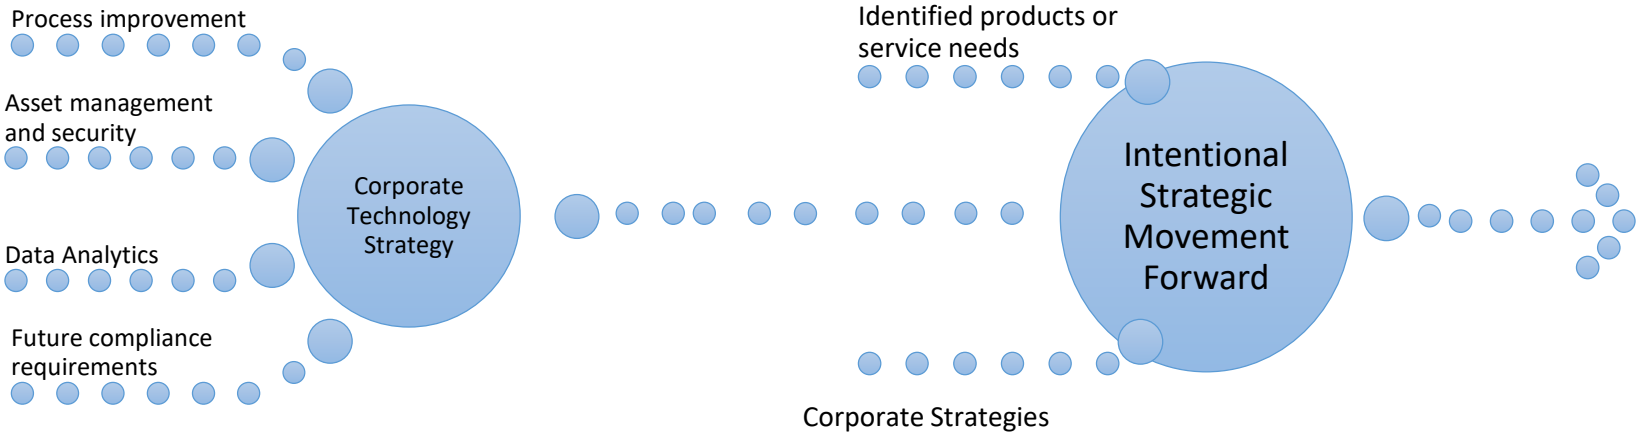 Process improvement
Asset management
and security
Data Analytics
Future compliance
requirements
Corporate
Technology
Strategy
Identified products or
service needs
Intentional
Strategic
Movement
Forward
Corporate Strategies